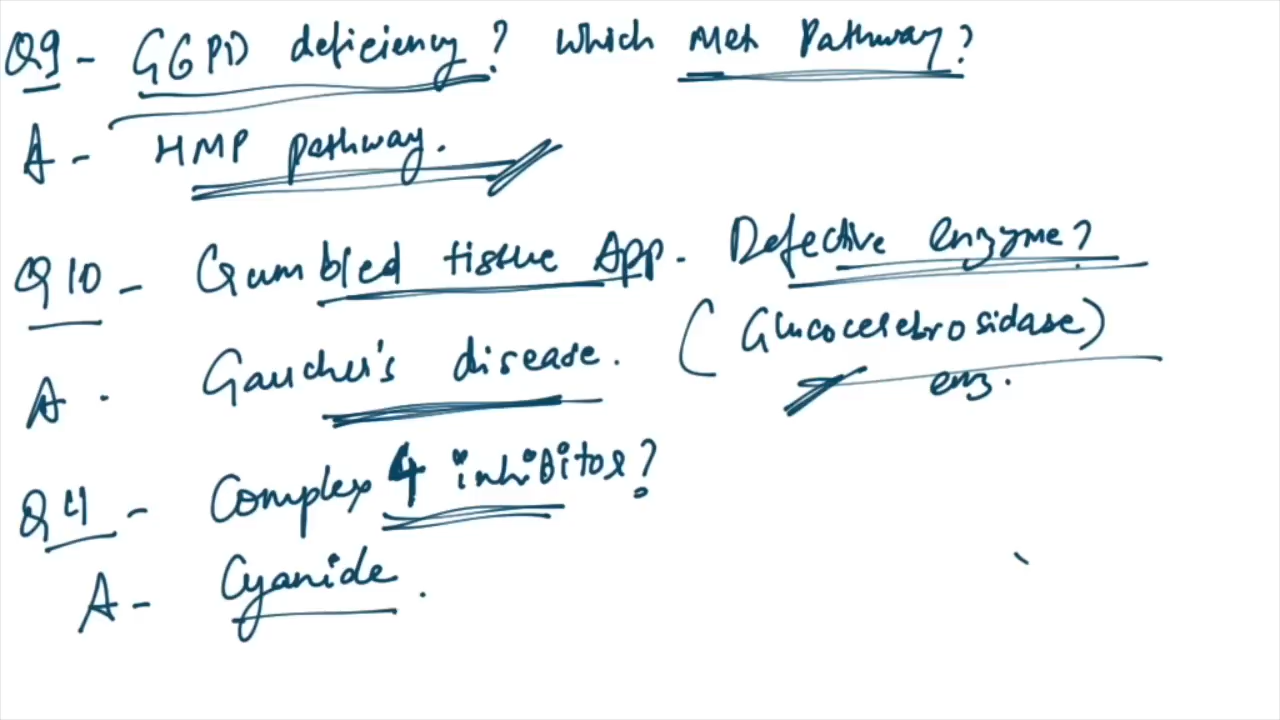 Q9 - G6PD deficiency? which Met Pathway?
A - HMP pathway.
Q10 - Crumbled tissue App. Defective enzyme?
A. Gaucher's disease. (Glucocerebrosidase)
enz.
Q11 - Complex 4 inhibitor?
A - Cyanide.